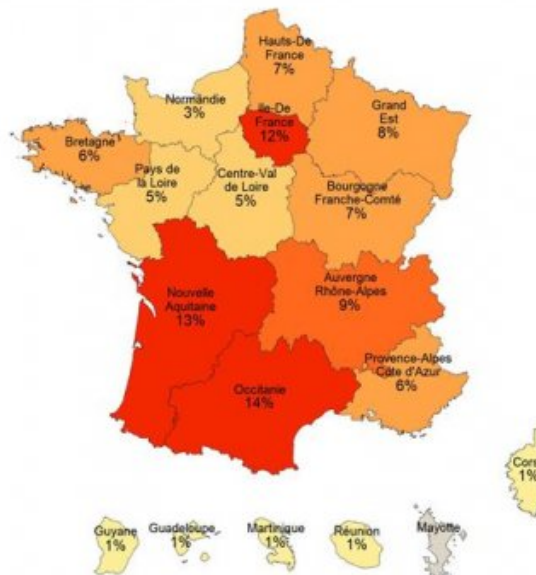 Hauts-De
France
7%
Normandie
3%
Ile-De
France
12%
Grand
Est
8%
Bretagne
6%
Pays de
la Loire
5%
Centre-Val
de Loire
5%
Bourgogne
Franche-Comté
7%
Nouvelle
Aquitaine
13%
Auvergne
Rhône-Alpes
9%
Provence-Alpes
Côte d'Azur
6%
Occitanie
14%
Cors
1%
Guyane
1%
Guadeloupe
1%
Martinique
1%
Réunion
1%
Mayotte